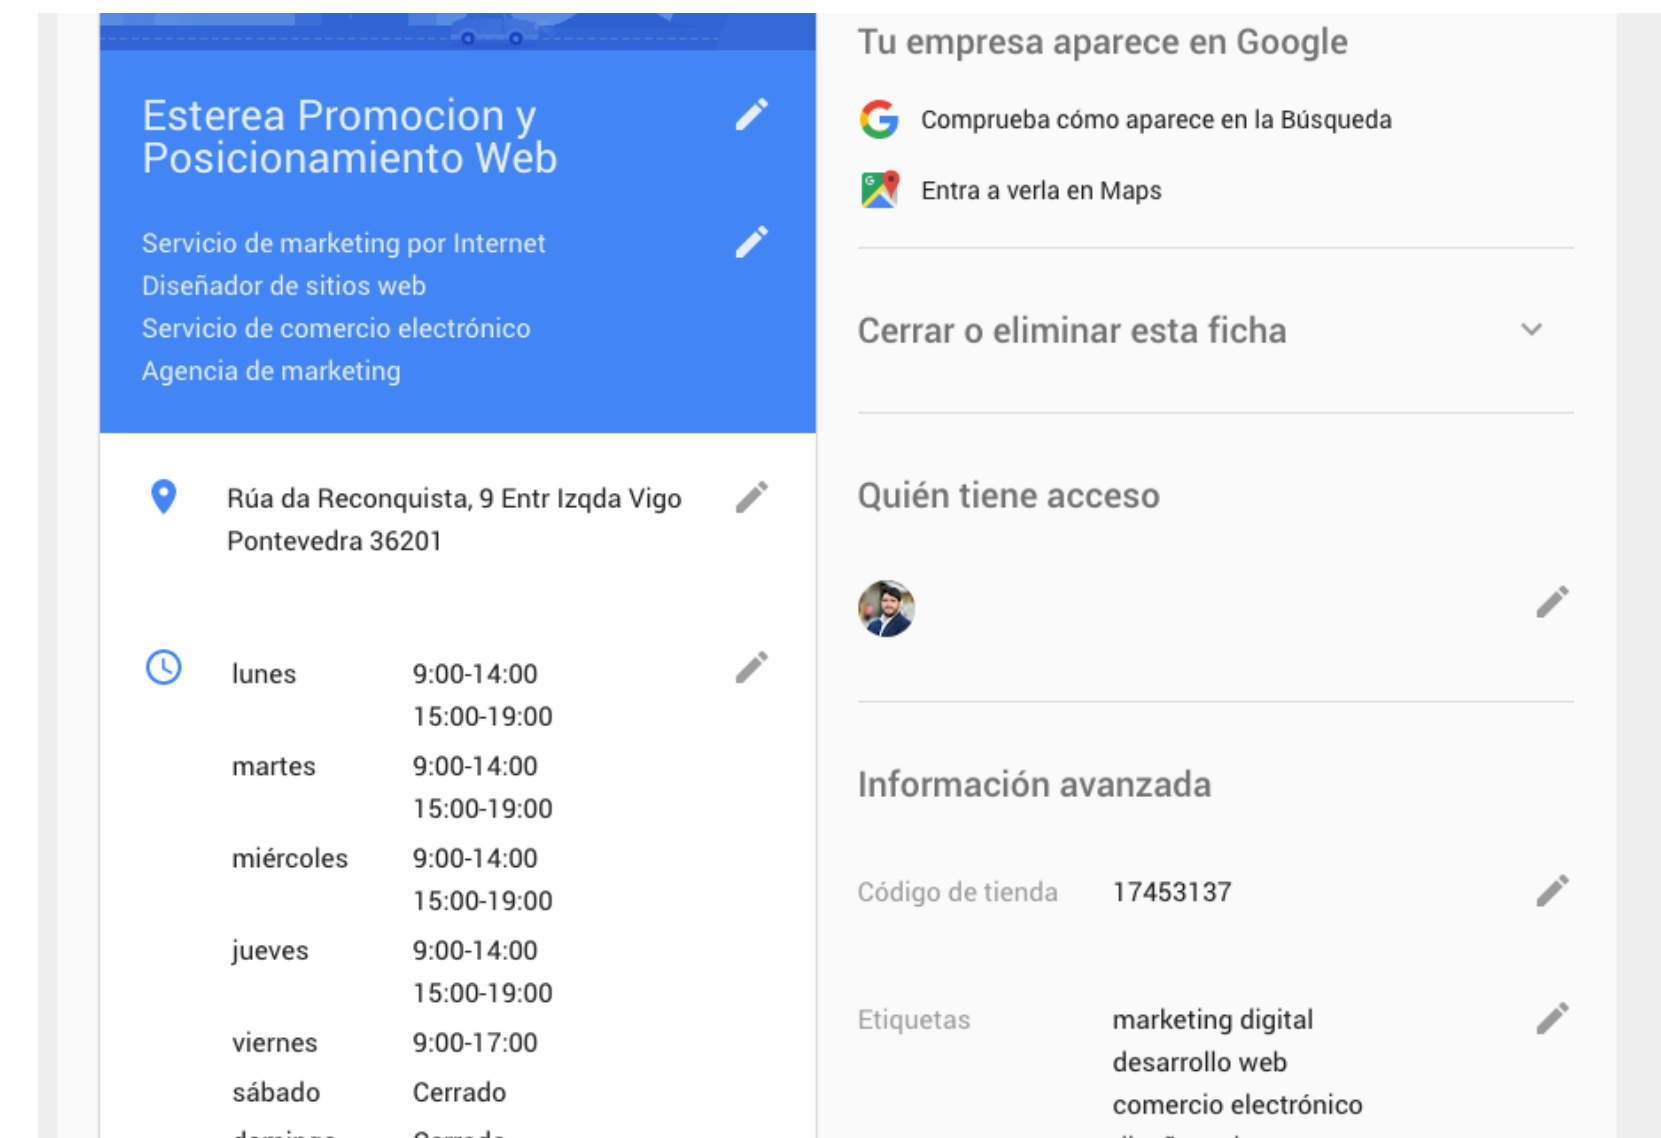 Esterea Promocion y
Posicionamiento Web
Servicio de marketing por Internet
Diseñador de sitios web
Servicio de comercio electrónico
Agencia de marketing
Rúa da Reconquista, 9 Entr Izqda Vigo
Pontevedra 36201
lunes 9:00-14:00
15:00-19:00
martes 9:00-14:00
15:00-19:00
miércoles 9:00-14:00
15:00-19:00
jueves 9:00-14:00
15:00-19:00
viernes 9:00-17:00
sábado Cerrado
domingo Cerrado
Tu empresa aparece en Google
Comprueba cómo aparece en la Búsqueda
Entra a verla en Maps
Cerrar o eliminar esta ficha
Quién tiene acceso
Información avanzada
Código de tienda 17453137
Etiquetas marketing digital
desarrollo web
comercio electrónico